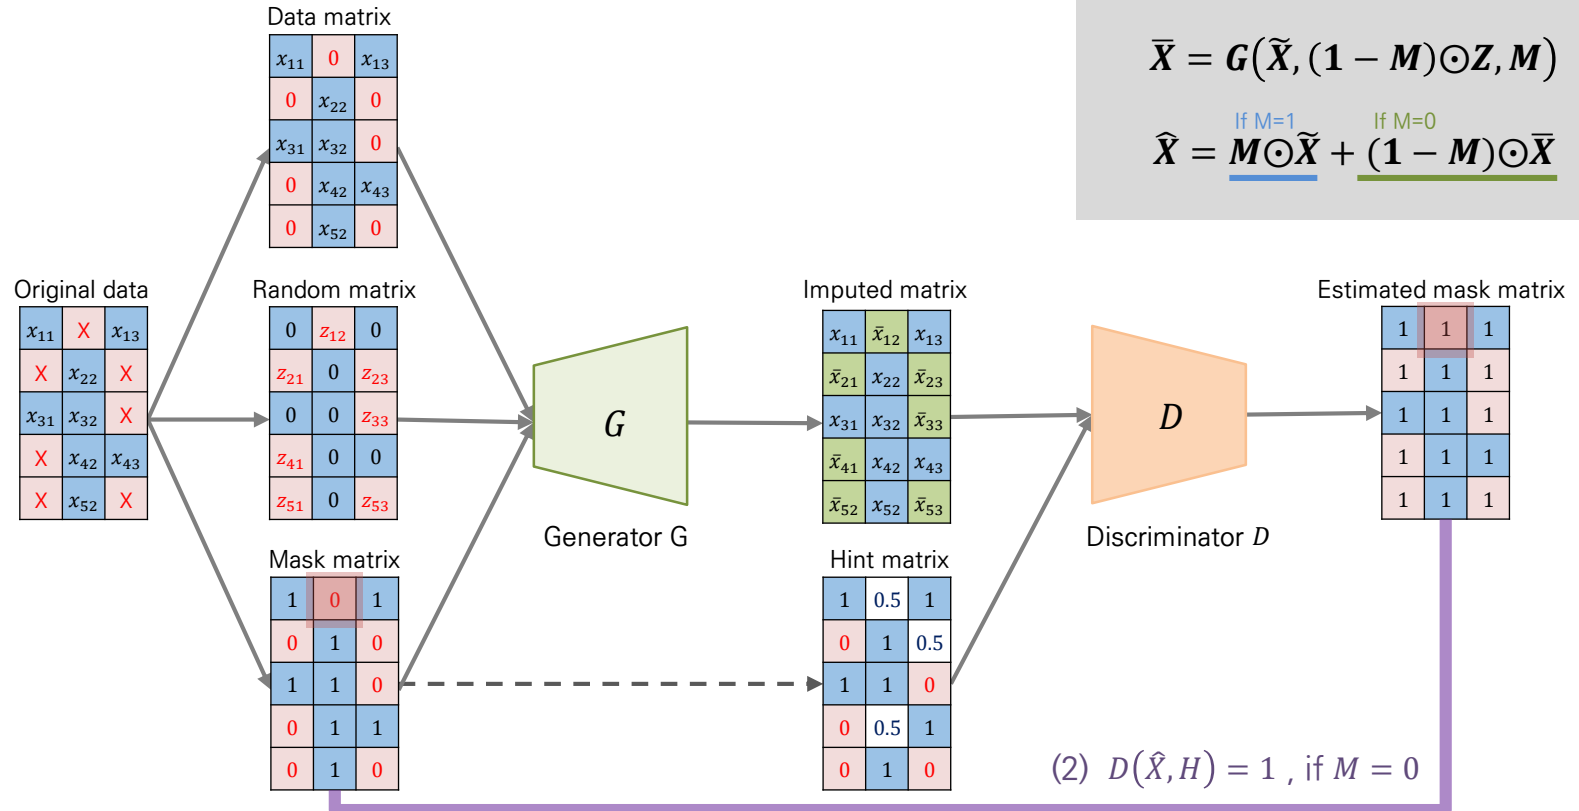 Data matrix
x₁₁ 0 x₁₃
0 x₂₂ 0
x₃₁ x₃₂ 0
0 x₄₂ x₄₃
0 x₅₂ 0
X̄ = G(X̃, (1 − M)⊙Z, M)
If M=1 If M=0
X̂ = M⊙X̃ + (1 − M)⊙X̄
Original data
x₁₁ X x₁₃
X x₂₂ X
x₃₁ x₃₂ X
X x₄₂ x₄₃
X x₅₂ X
Random matrix
0 z₁₂ 0
z₂₁ 0 z₂₃
0 0 z₃₃
z₄₁ 0 0
z₅₁ 0 z₅₃
G
Generator G
Imputed matrix
x₁₁ x̄₁₂ x₁₃
x̄₂₁ x₂₂ x̄₂₃
x₃₁ x₃₂ x̄₃₃
x̄₄₁ x₄₂ x₄₃
x̄₅₂ x₅₂ x̄₅₃
D
Discriminator D
Estimated mask matrix
1 1 1
1 1 1
1 1 1
1 1 1
1 1 1
Mask matrix
1 0 1
0 1 0
1 1 0
0 1 1
0 1 0
Hint matrix
1 0.5 1
0 1 0.5
1 1 0
0 0.5 1
0 1 0
(2) D(X̂, H) = 1 , if M = 0